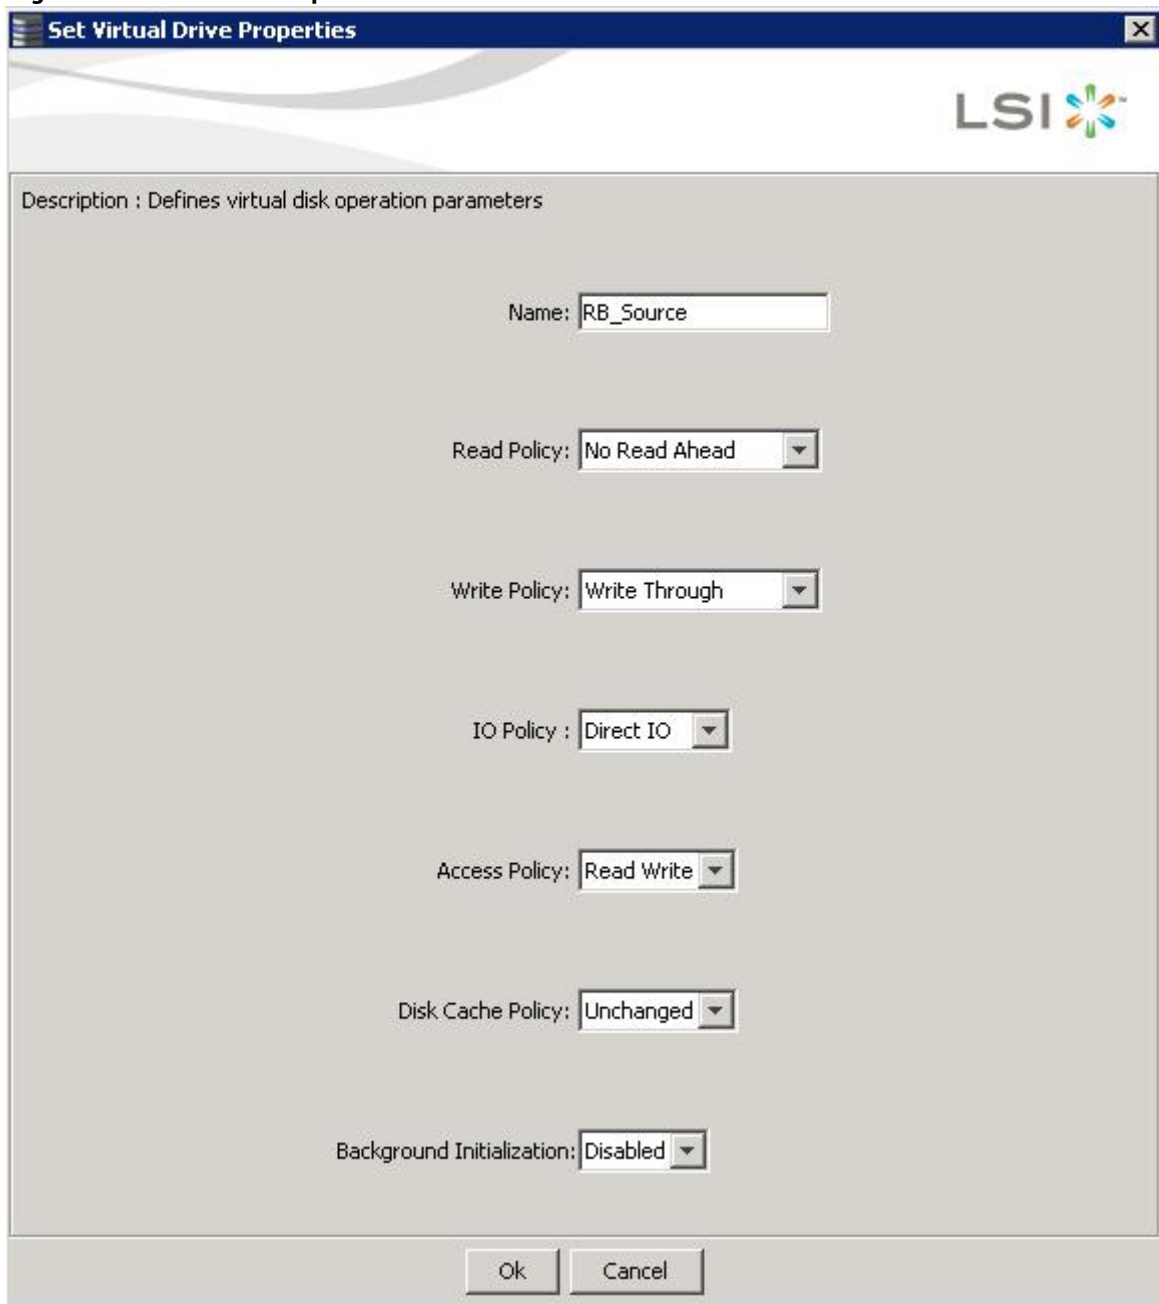 Set Virtual Drive Properties
LSI
Description : Defines virtual disk operation parameters
Name: RB_Source
Read Policy: No Read Ahead
Write Policy: Write Through
IO Policy : Direct IO
Access Policy: Read Write
Disk Cache Policy: Unchanged
Background Initialization: Disabled
Ok Cancel